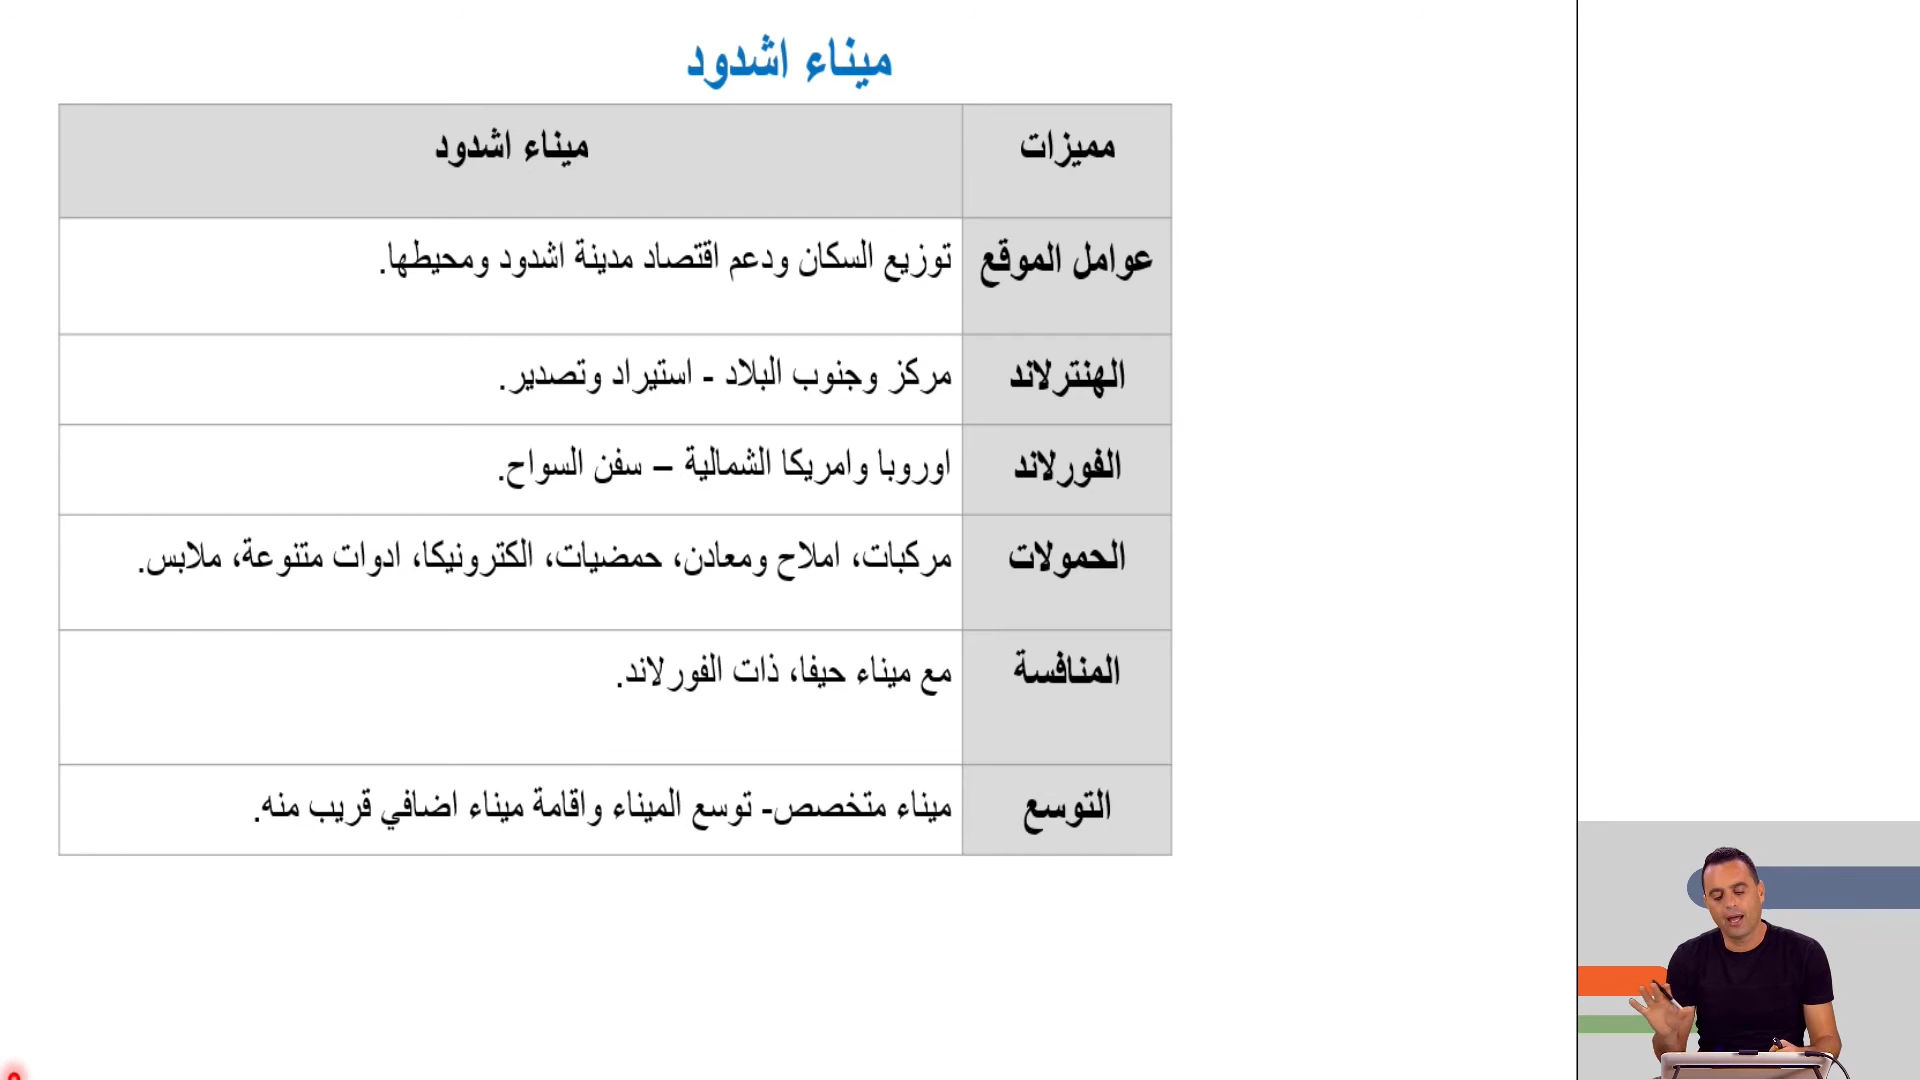 ميناء اشدود
مميزات
ميناء اشدود
عوامل الموقع
توزيع السكان ودعم اقتصاد مدينة اشدود ومحيطها.
الهنترلاند
مركز وجنوب البلاد - استيراد وتصدير.
الفورلاند
اوروبا وامريكا الشمالية – سفن السواح.
الحمولات
مركبات، املاح ومعادن، حمضيات، الكترونيكا، ادوات متنوعة، ملابس.
المنافسة
مع ميناء حيفا، ذات الفورلاند.
التوسع
ميناء متخصص- توسع الميناء واقامة ميناء اضافي قريب منه.